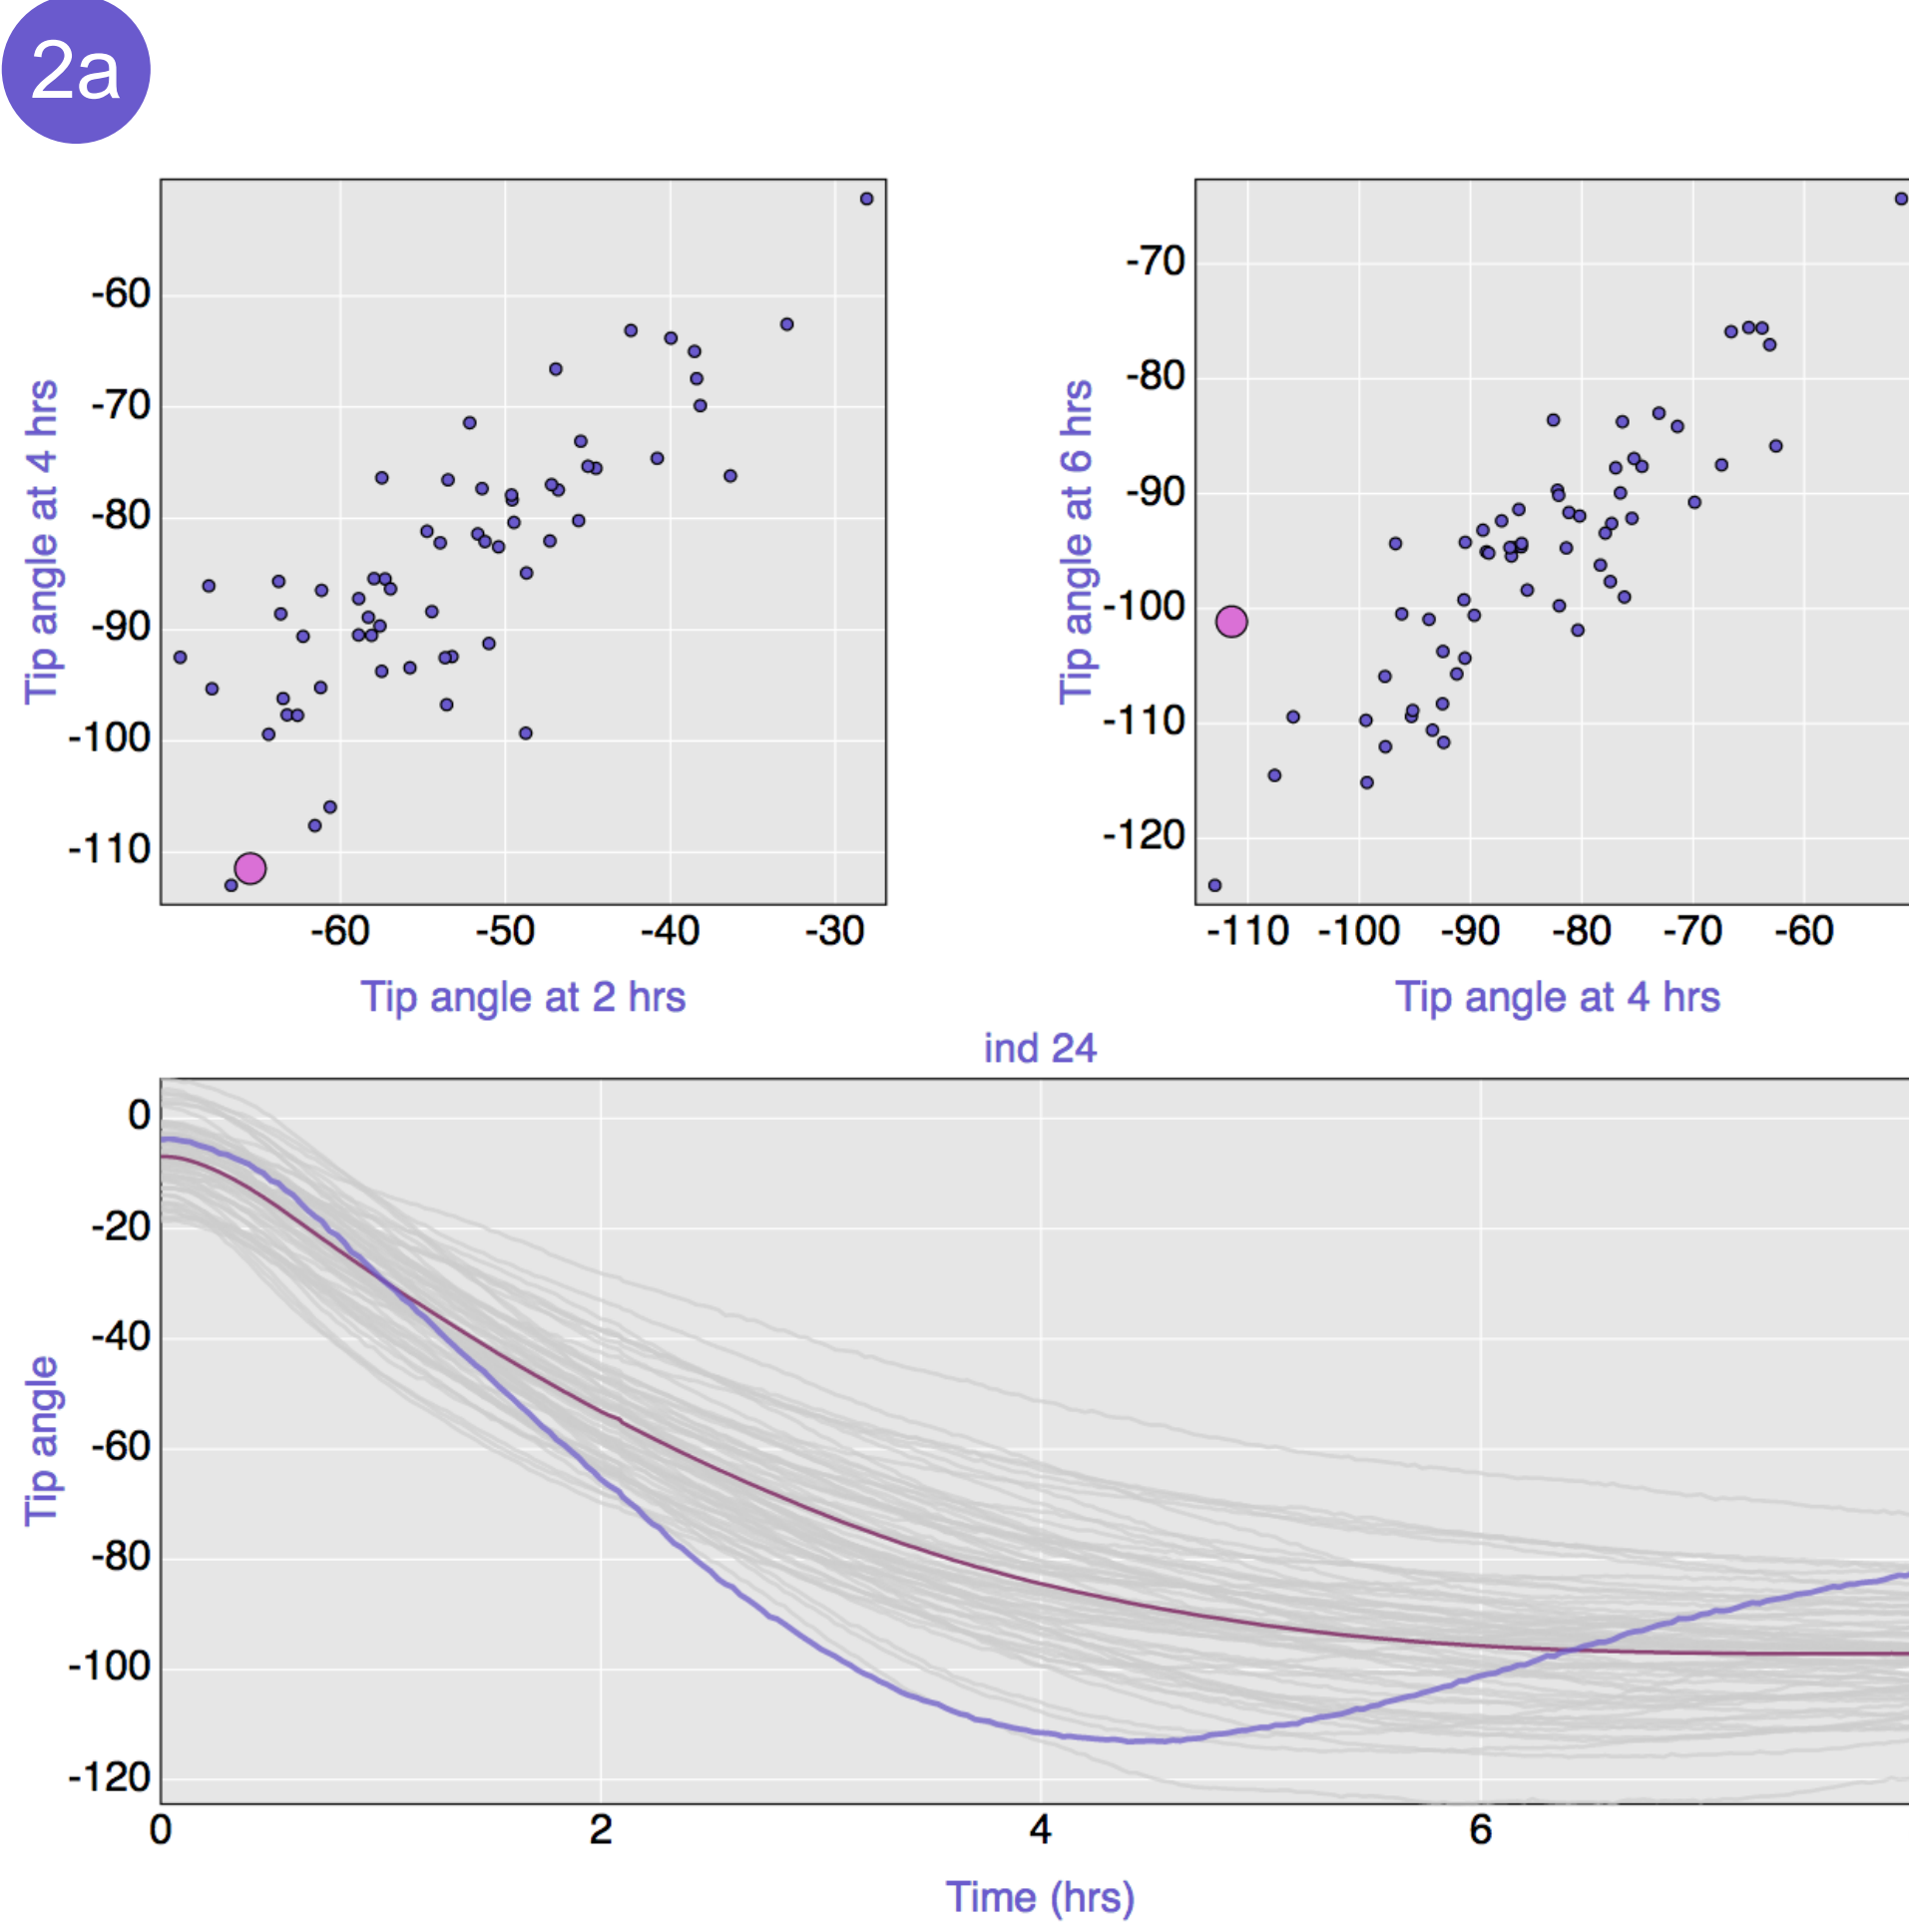 2a
Tip angle at 4 hrs
-60
-70
-80
-90
-100
-110
-60 -50 -40 -30
Tip angle at 2 hrs
Tip angle at 6 hrs
-70
-80
-90
-100
-110
-120
-110 -100 -90 -80 -70 -60
Tip angle at 4 hrs
ind 24
Tip angle
0
-20
-40
-60
-80
-100
-120
0 2 4 6
Time (hrs)